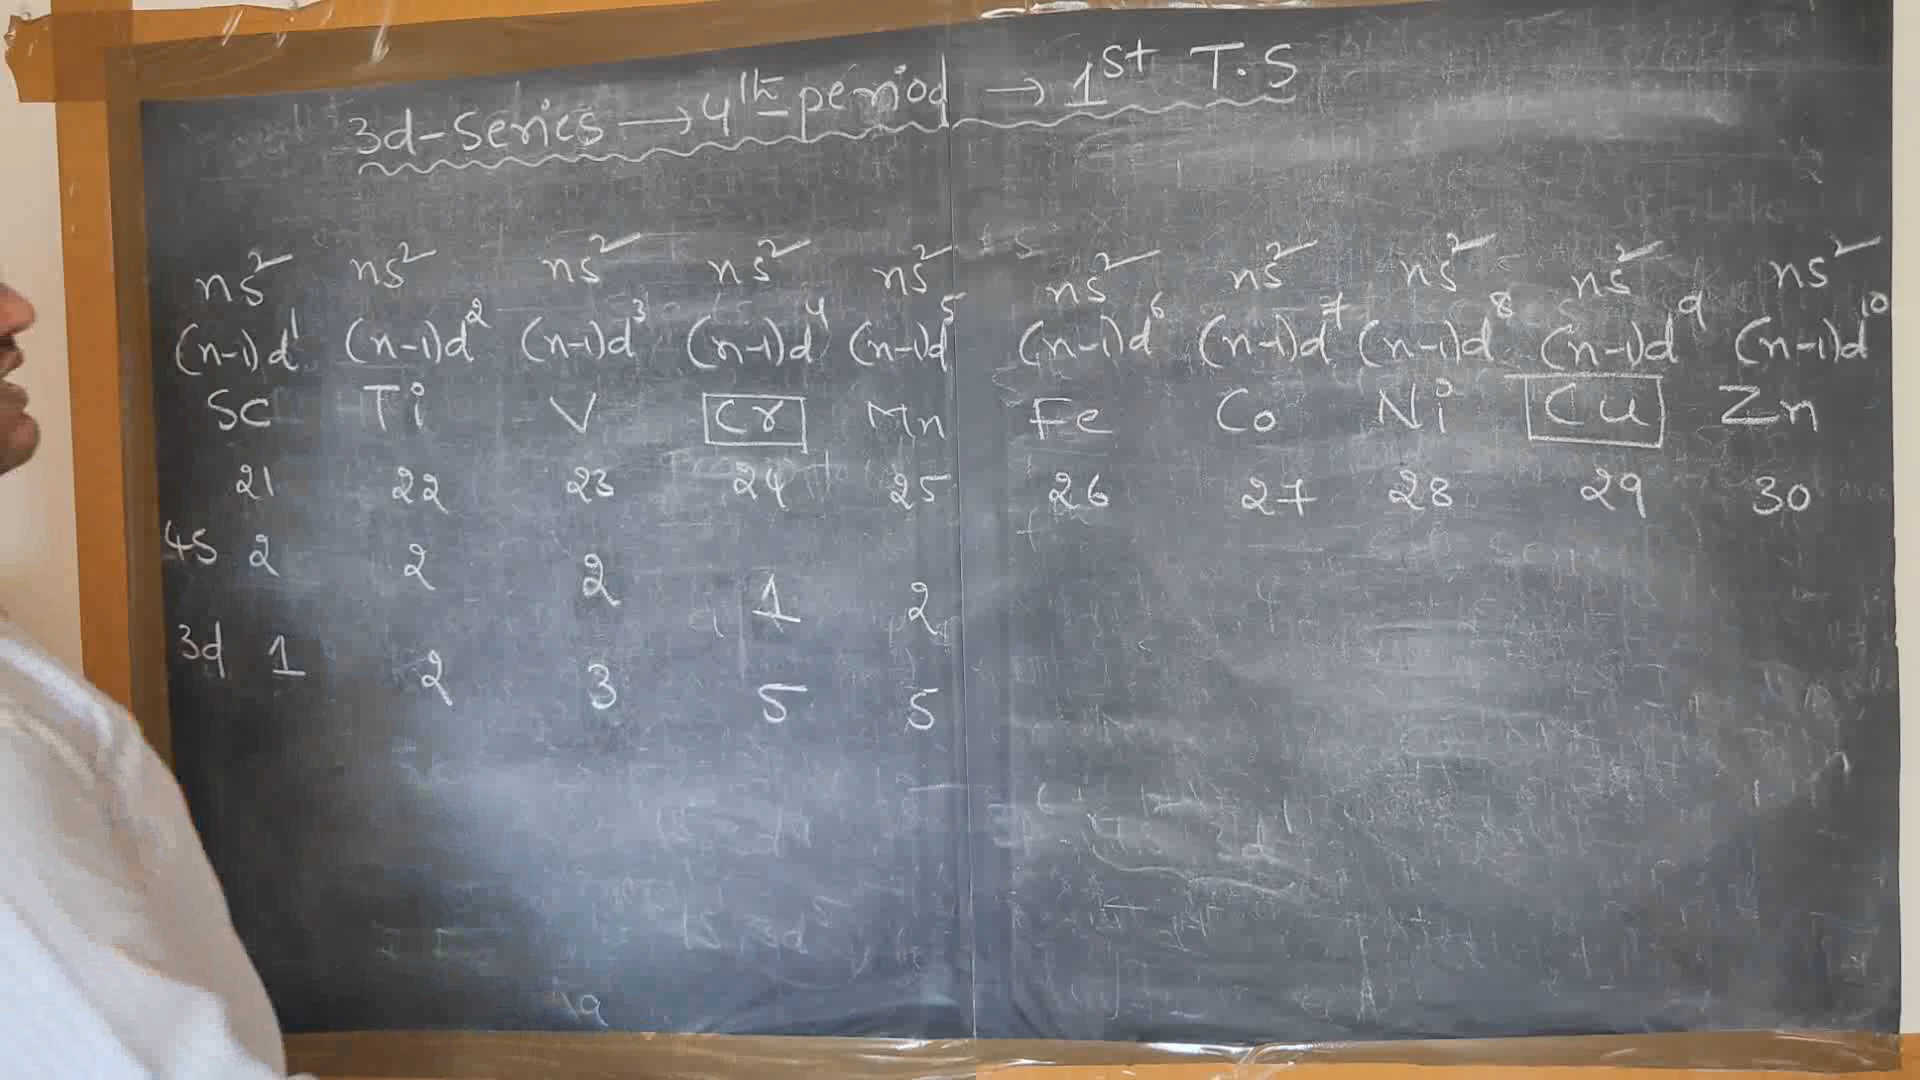 3d-Series → 4th period → 1st T.S
ns² ns² ns² ns² ns² ns² ns² ns² ns² ns²
(n-1)d¹ (n-1)d² (n-1)d³ (n-1)d⁴ (n-1)d⁵ (n-1)d⁶ (n-1)d⁷ (n-1)d⁸ (n-1)d⁹ (n-1)d¹⁰
Sc Ti V Cr Mn Fe Co Ni Cu Zn
21 22 23 24 25 26 27 28 29 30
4S 2 2 2 1 2
3d 1 2 3 5 5